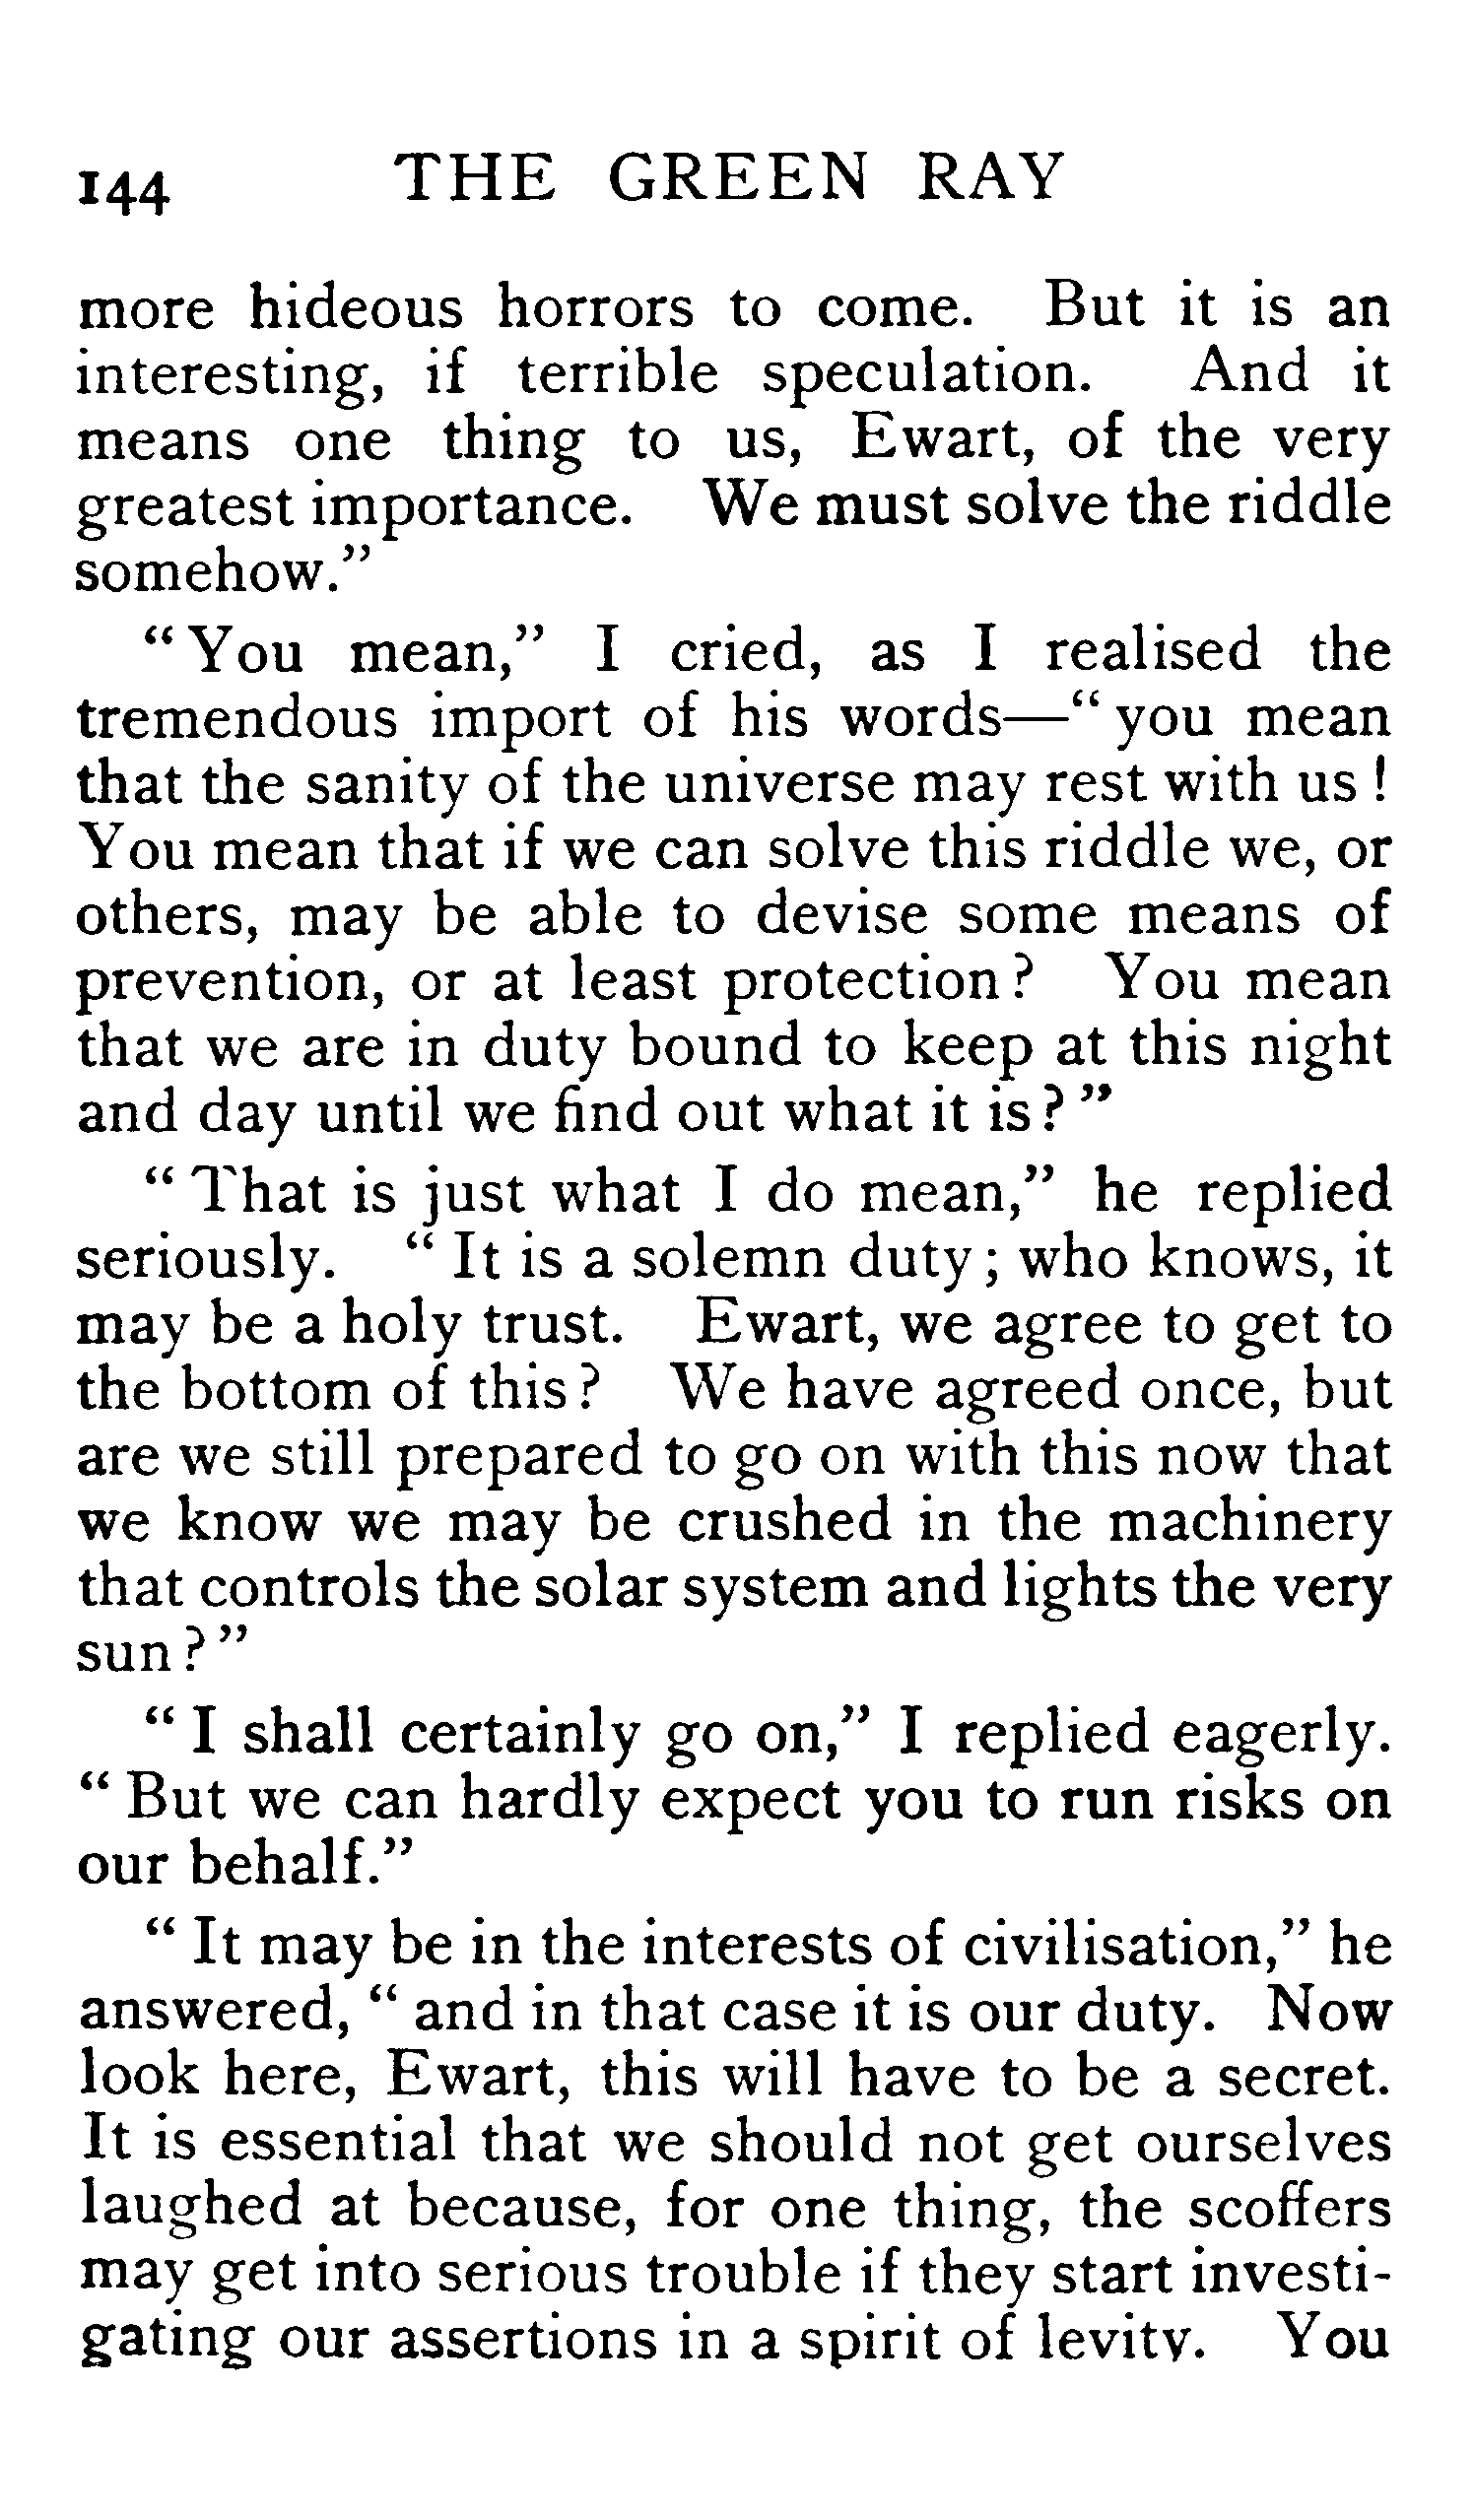 144 THE GREEN RAY
more hideous horrors to come. But it is an
interesting, if terrible speculation. And it
means one thing to us, Ewart, of the very
greatest importance. We must solve the riddle
somehow."
" You mean," I cried, as I realised the
tremendous import of his words—" you mean
that the sanity of the universe may rest with us !
You mean that if we can solve this riddle we, or
others, may be able to devise some means of
prevention, or at least protection ? You mean
that we are in duty bound to keep at this night
and day until we find out what it is ? "
" That is just what I do mean," he replied
seriously. " It is a solemn duty ; who knows, it
may be a holy trust. Ewart, we agree to get to
the bottom of this ? We have agreed once, but
are we still prepared to go on with this now that
we know we may be crushed in the machinery
that controls the solar system and lights the very
sun ? "
" I shall certainly go on," I replied eagerly.
" But we can hardly expect you to run risks on
our behalf."
" It may be in the interests of civilisation," he
answered, " and in that case it is our duty. Now
look here, Ewart, this will have to be a secret.
It is essential that we should not get ourselves
laughed at because, for one thing, the scoffers
may get into serious trouble if they start investi-
gating our assertions in a spirit of levity. You